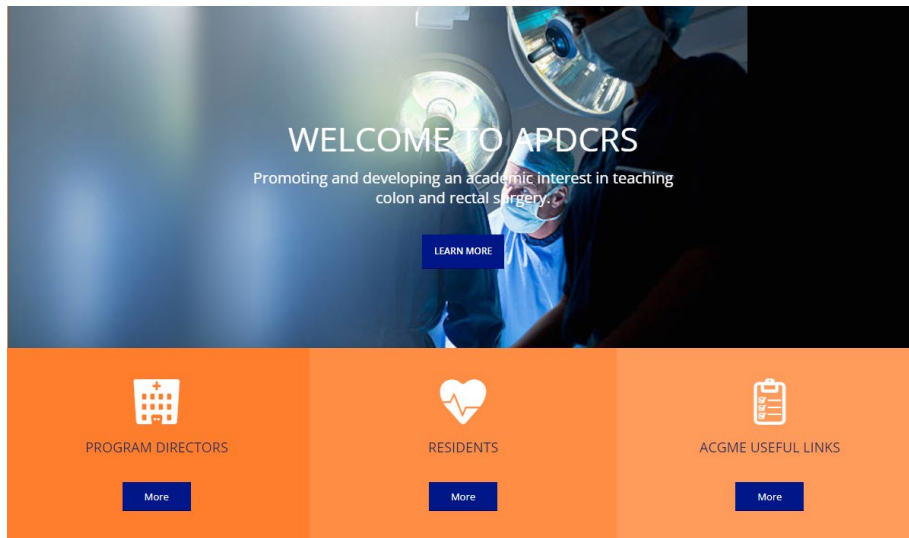 WELCOME TO APDCRS
Promoting and developing an academic interest in teaching
colon and rectal surgery.
LEARN MORE
PROGRAM DIRECTORS
RESIDENTS
ACGME USEFUL LINKS
More
More
More